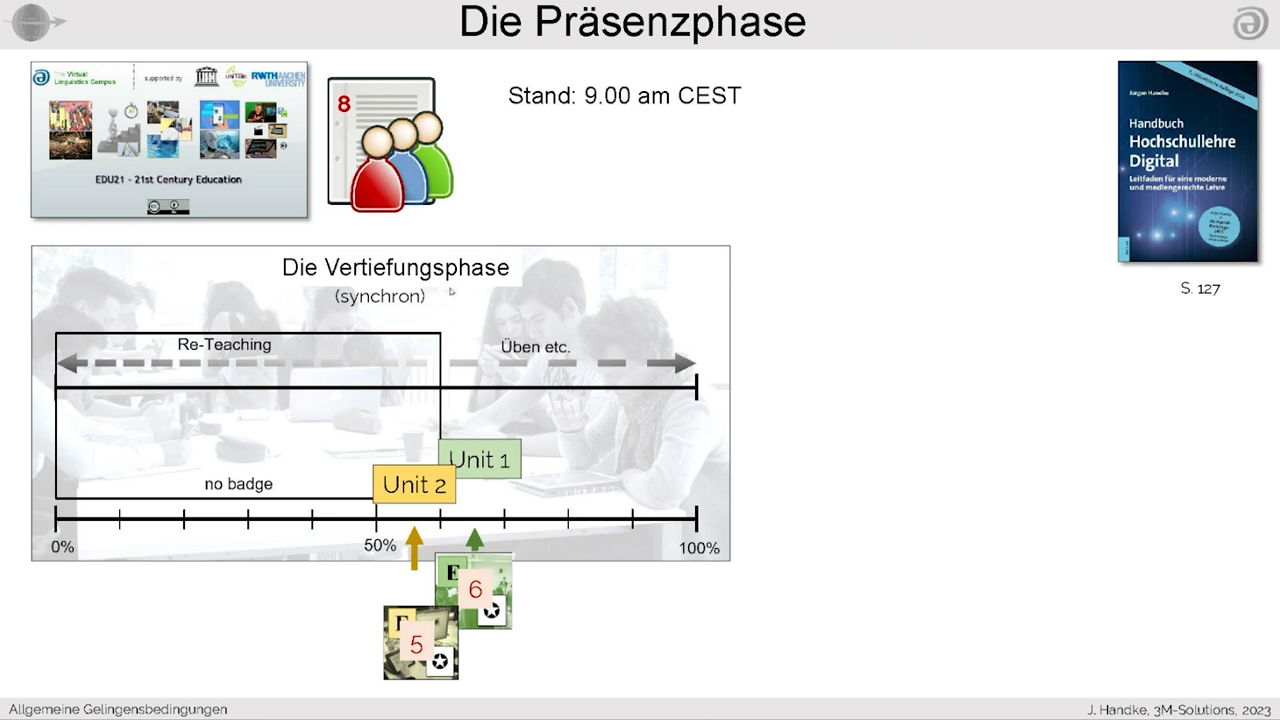 Die Präsenzphase
The Virtual
Linguistics Campus
supported by
RWTHAACHEN
UNIVERSITY
EDU21 - 21st Century Education
8
Stand: 9.00 am CEST
Jürgen Handke
Handbuch
Hochschullehre
Digital
Leitfaden für eine moderne
und mediengerechte Lehre
S. 127
Die Vertiefungsphase
(synchron)
Re-Teaching
Üben etc.
Unit 1
Unit 2
no badge
0%
50%
100%
E
6
5
Allgemeine Gelingensbedingungen
J. Handke, 3M-Solutions, 2023